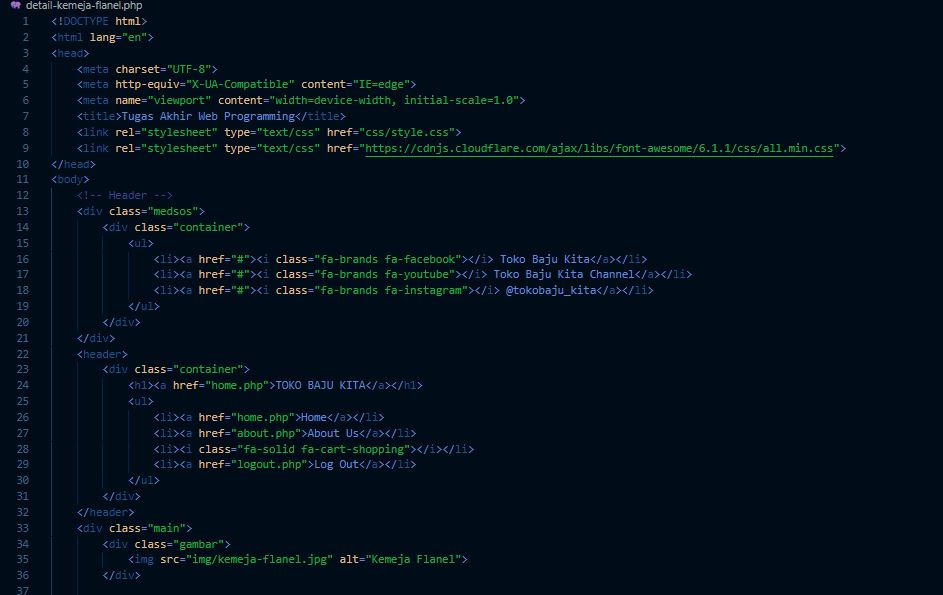 detail-kemeja-flanel.php
1 <!DOCTYPE html>
2 <html lang="en">
3 <head>
4 <meta charset="UTF-8">
5 <meta http-equiv="X-UA-Compatible" content="IE=edge">
6 <meta name="viewport" content="width=device-width, initial-scale=1.0">
7 <title>Tugas Akhir Web Programming</title>
8 <link rel="stylesheet" type="text/css" href="css/style.css">
9 <link rel="stylesheet" type="text/css" href="https://cdnjs.cloudflare.com/ajax/libs/font-awesome/6.1.1/css/all.min.css">
10 </head>
11 <body>
12 <!-- Header -->
13 <div class="medsos">
14 <div class="container">
15 <ul>
16 <li><a href="#"><i class="fa-brands fa-facebook"></i> Toko Baju Kita</a></li>
17 <li><a href="#"><i class="fa-brands fa-youtube"></i> Toko Baju Kita Channel</a></li>
18 <li><a href="#"><i class="fa-brands fa-instagram"></i> @tokobaju_kita</a></li>
19 </ul>
20 </div>
21 </div>
22 <header>
23 <div class="container">
24 <h1><a href="home.php">TOKO BAJU KITA</a></h1>
25 <ul>
26 <li><a href="home.php">Home</a></li>
27 <li><a href="about.php">About Us</a></li>
28 <li><i class="fa-solid fa-cart-shopping"></i></li>
29 <li><a href="logout.php">Log Out</a></li>
30 </ul>
31 </div>
32 </header>
33 <div class="main">
34 <div class="gambar">
35 <img src="img/kemeja-flanel.jpg" alt="Kemeja Flanel">
36 </div>
37